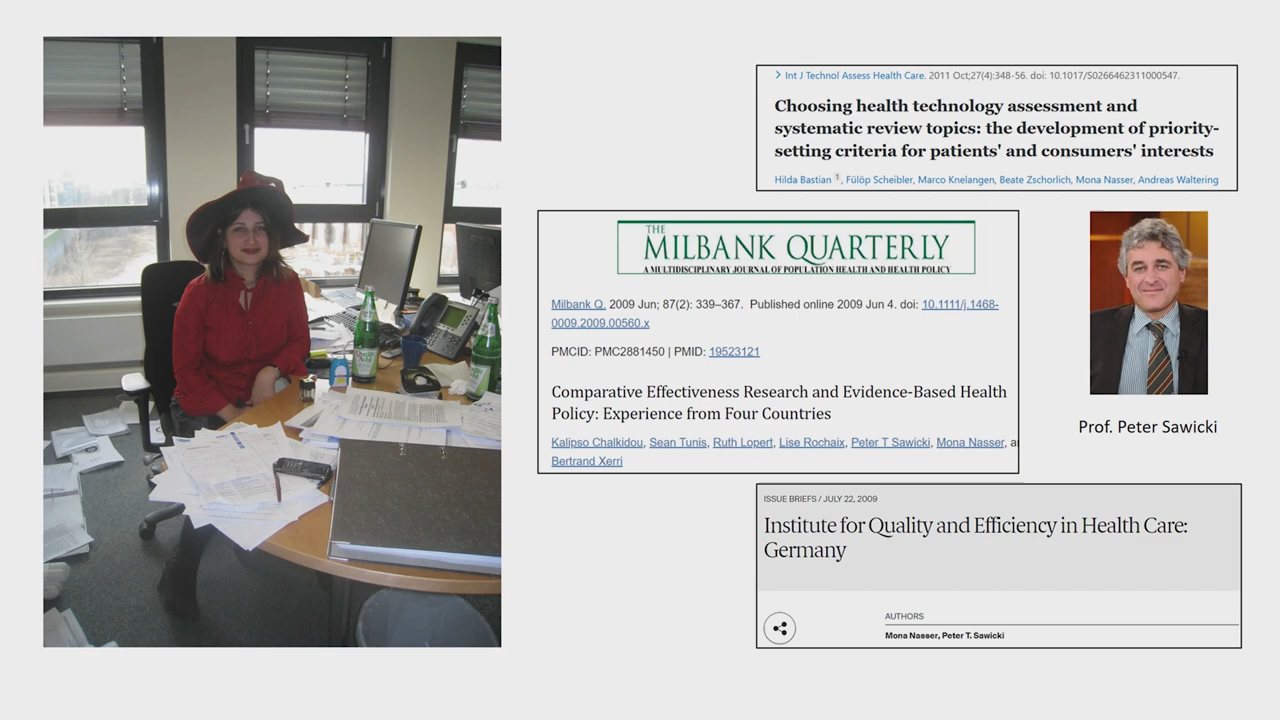 > Int J Technol Assess Health Care. 2011 Oct;27(4):348-56. doi: 10.1017/S0266462311000547.
Choosing health technology assessment and
systematic review topics: the development of priority-
setting criteria for patients' and consumers' interests
Hilda Bastian 1, Fülöp Scheibler, Marco Knelangen, Beate Zschorlich, Mona Nasser, Andreas Waltering
THE
MILBANK QUARTERLY
A MULTIDISCIPLINARY JOURNAL OF POPULATION HEALTH AND HEALTH POLICY
Milbank Q. 2009 Jun; 87(2): 339–367. Published online 2009 Jun 4. doi: 10.1111/j.1468-
0009.2009.00560.x
PMCID: PMC2881450 | PMID: 19523121
Comparative Effectiveness Research and Evidence-Based Health
Policy: Experience from Four Countries
Kalipso Chalkidou, Sean Tunis, Ruth Lopert, Lise Rochaix, Peter T Sawicki, Mona Nasser, a
Bertrand Xerri
Prof. Peter Sawicki
ISSUE BRIEFS / JULY 22, 2009
Institute for Quality and Efficiency in Health Care:
Germany
AUTHORS
Mona Nasser, Peter T. Sawicki